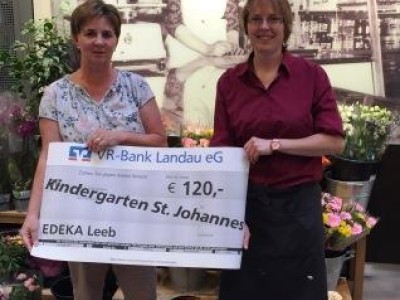 VR-Bank Landau eG
€ 120,-
Kindergarten St. Johannes
EDEKA Leeb